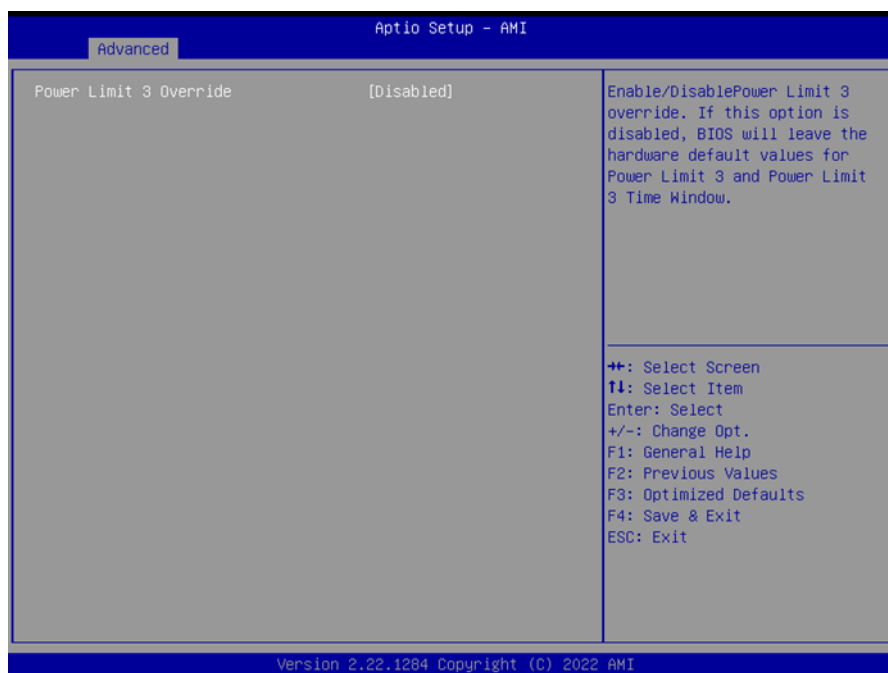 Aptio Setup - AMI
Advanced
Power Limit 3 Override [Disabled]
Enable/DisablePower Limit 3
override. If this option is
disabled, BIOS will leave the
hardware default values for
Power Limit 3 and Power Limit
3 Time Window.
→←: Select Screen
↑↓: Select Item
Enter: Select
+/-: Change Opt.
F1: General Help
F2: Previous Values
F3: Optimized Defaults
F4: Save & Exit
ESC: Exit
Version 2.22.1284 Copyright (C) 2022 AMI